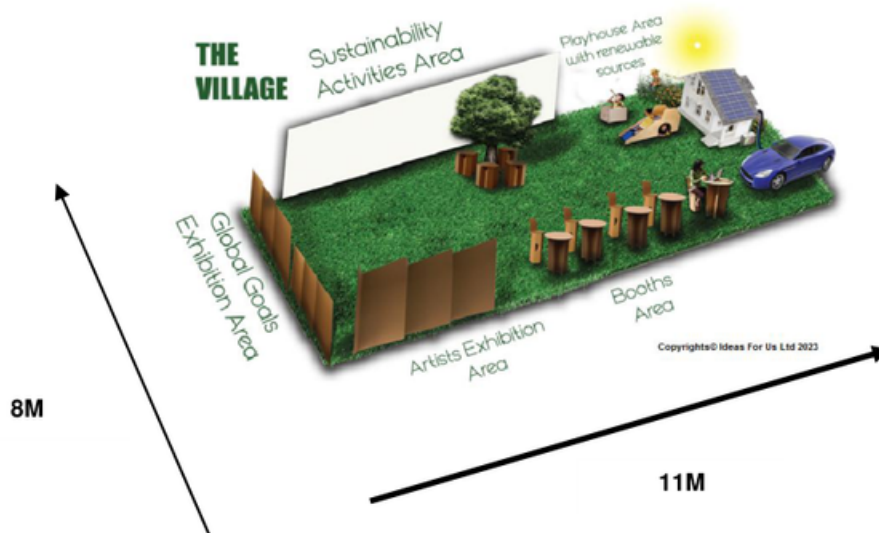 THE
VILLAGE
Sustainability
Activities Area
Playhouse Area
with renewable
sources
Global Goals
Exhibition Area
Artists Exhibition
Area
Booths
Area
Copyrights© Ideas For Us Ltd 2023
8M
11M